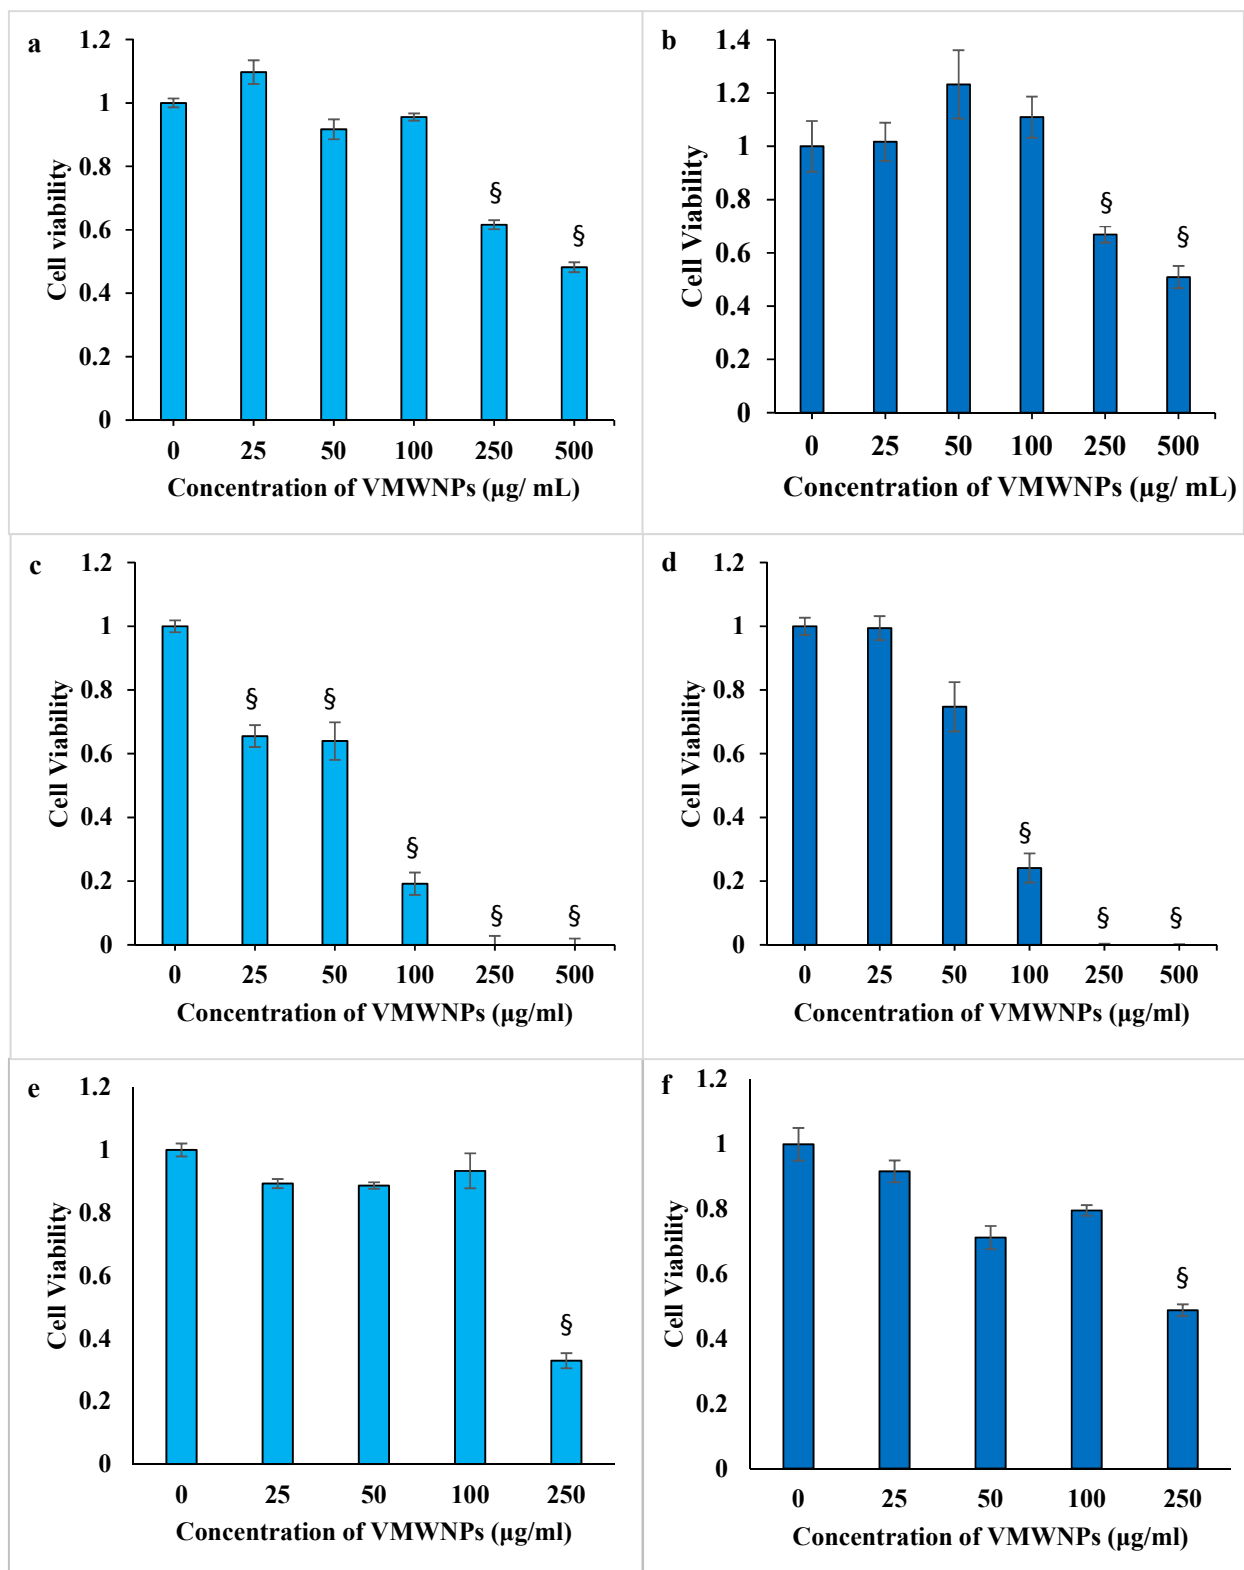 a
1.2
1
0.8
0.6
0.4
0.2
0
Cell viability
§
§
0 25 50 100 250 500
Concentration of VMWNPs (µg/ mL)
b
1.4
1.2
1
0.8
0.6
0.4
0.2
0
Cell Viability
§
§
0 25 50 100 250 500
Concentration of VMWNPs (µg/ mL)
c
1.2
1
0.8
0.6
0.4
0.2
0
Cell Viability
§ § § § §
0 25 50 100 250 500
Concentration of VMWNPs (µg/ml)
d
1.2
1
0.8
0.6
0.4
0.2
0
Cell Viability
§ § §
0 25 50 100 250 500
Concentration of VMWNPs (µg/ml)
e
1.2
1
0.8
0.6
0.4
0.2
0
Cell Viability
§
0 25 50 100 250
Concentration of VMWNPs (µg/ml)
f
1.2
1
0.8
0.6
0.4
0.2
0
Cell Viability
§
0 25 50 100 250
Concentration of VMWNPs (µg/ml)